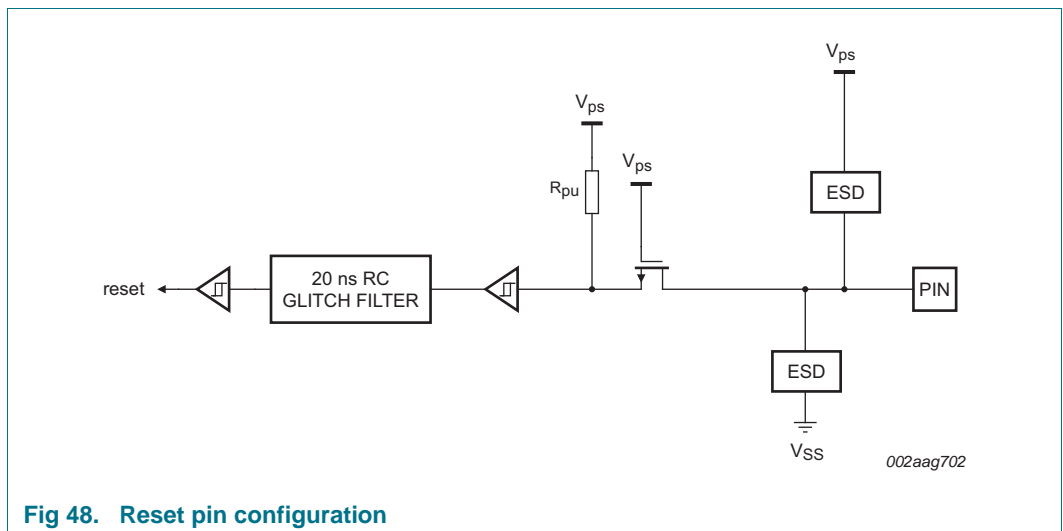 Vps
Vps
Vps
Rpu
ESD
reset
20 ns RC
GLITCH FILTER
PIN
ESD
VSS
002aag702
Fig 48. Reset pin configuration